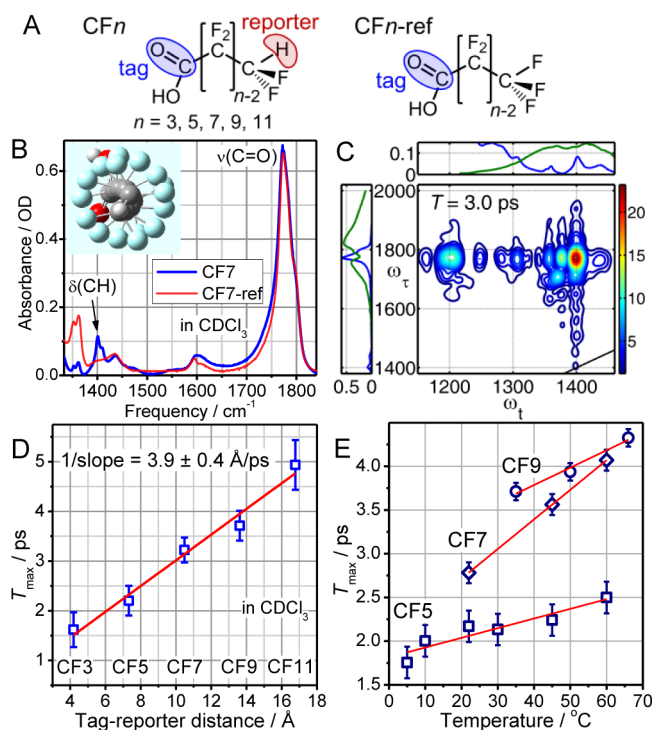 A
CFn
reporter
F₂
C
H
O
C
C
F
F
tag
HO
n-2
n = 3, 5, 7, 9, 11
CFn-ref
F₂
C
F
O
C
C
F
F
tag
HO
n-2
B
ν(C=O)
δ(CH)
CF7
CF7-ref
in CDCl₃
Absorbance / OD
0.6
0.4
0.2
0.0
1400 1500 1600 1700 1800
Frequency / cm⁻¹
C
0.1
0
T = 3.0 ps
2000
1800
1600
1400
ωτ
0.5 0
1200 1300 1400
ωt
20
15
10
5
D
1/slope = 3.9 ± 0.4 Å/ps
in CDCl₃
Tmax / ps
5
4
3
2
1
CF3 CF5 CF7 CF9 CF11
4 6 8 10 12 14 16 18
Tag-reporter distance / Å
E
CF9
CF7
CF5
Tmax / ps
4.0
3.5
3.0
2.5
2.0
1.5
0 10 20 30 40 50 60 70
Temperature / °C